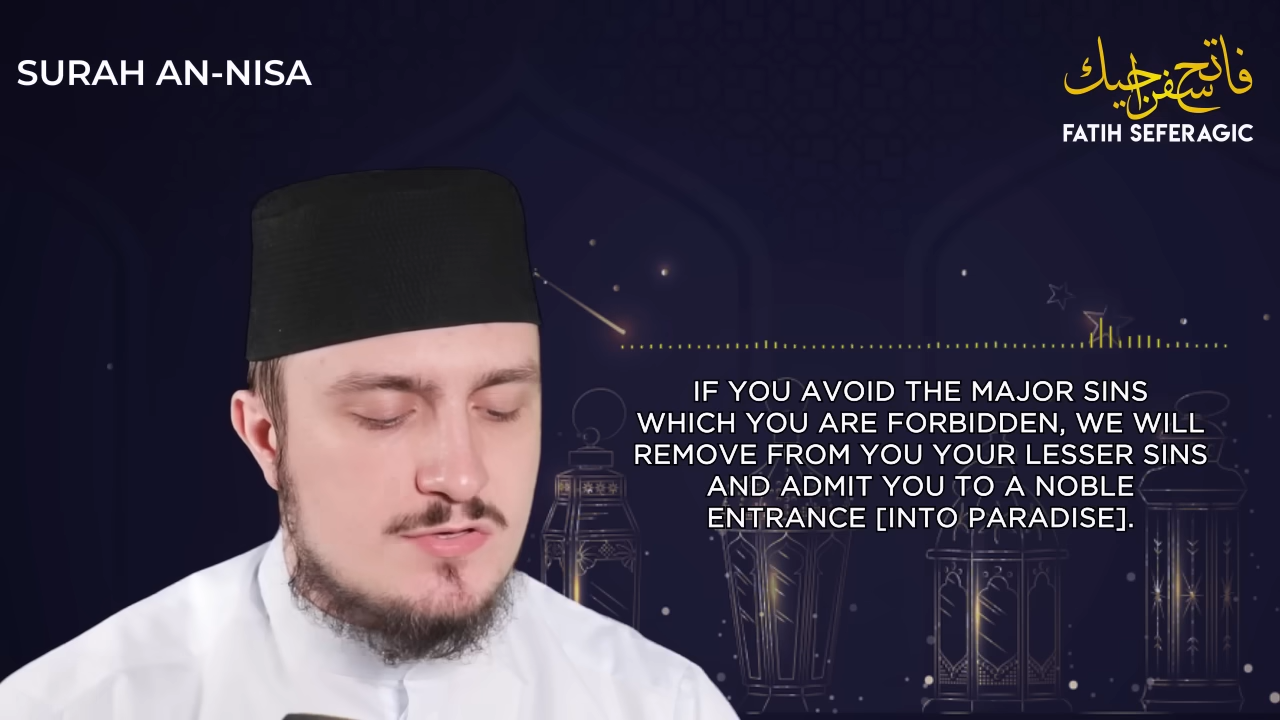 SURAH AN-NISA
فاتح سفراجيك
FATIH SEFERAGIC
IF YOU AVOID THE MAJOR SINS
WHICH YOU ARE FORBIDDEN, WE WILL
REMOVE FROM YOU YOUR LESSER SINS
AND ADMIT YOU TO A NOBLE
ENTRANCE [INTO PARADISE].